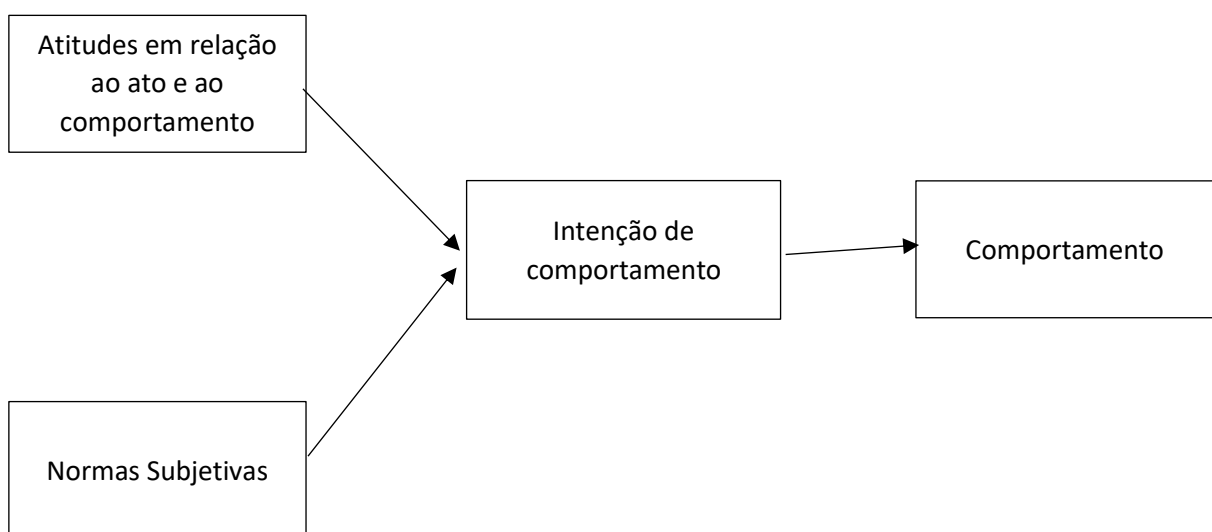 Atitudes em relação
ao ato e ao
comportamento
Intenção de
comportamento
Comportamento
Normas Subjetivas